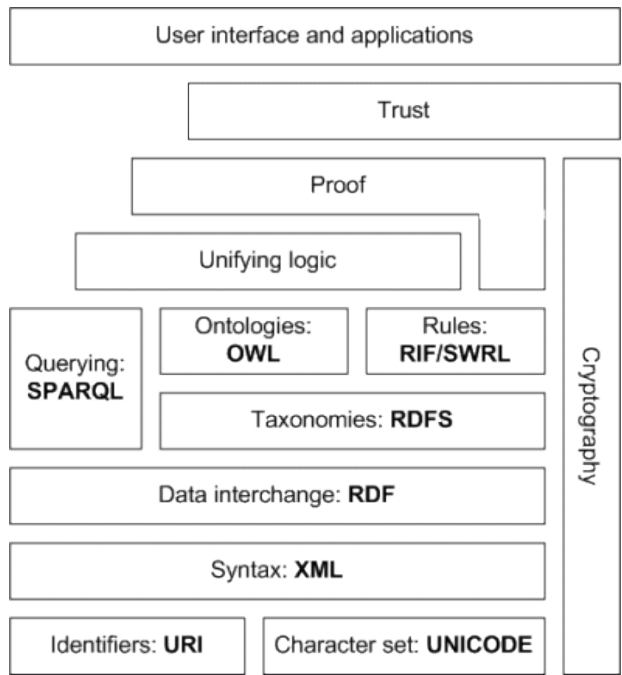 User interface and applications
Trust
Proof
Unifying logic
Querying:
SPARQL
Ontologies:
OWL
Rules:
RIF/SWRL
Taxonomies: RDFS
Cryptography
Data interchange: RDF
Syntax: XML
Identifiers: URI
Character set: UNICODE